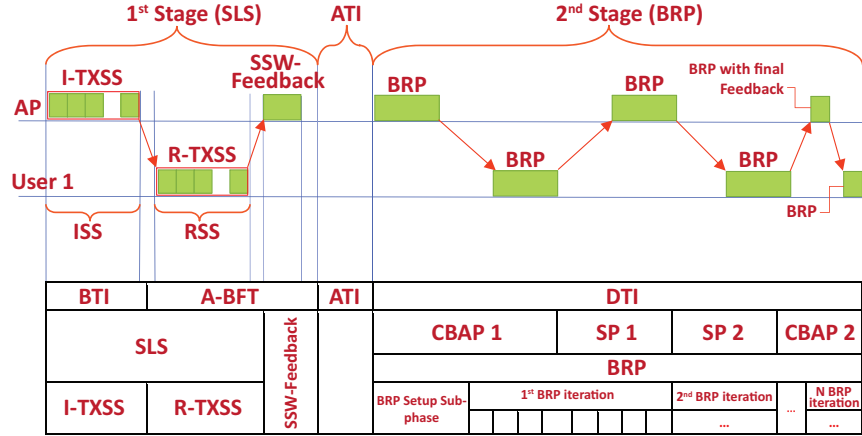 1st Stage (SLS)
ATI
2nd Stage (BRP)
I-TXSS
SSW-
Feedback
BRP
BRP
BRP with final
Feedback
AP
R-TXSS
BRP
BRP
User 1
BRP
ISS
RSS
BTI
A-BFT
ATI
DTI
SLS
SSW-Feedback
CBAP 1
SP 1
SP 2
CBAP 2
BRP
I-TXSS
R-TXSS
BRP Setup Sub-
phase
1st BRP iteration
2nd BRP iteration
...
...
N BRP
iteration
...